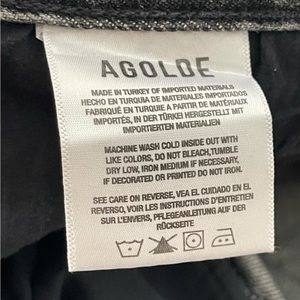 AGOLDE
MADE IN TURKEY OF IMPORTED MATERIALS
HECHO EN TURQUIA DE MATERIALES IMPORTADOS
FABRIQUÉ EN TURQUIE A PARTIR DE MATÉRIAUX
IMPORTÉS, IN DER TÜRKEI HERGESTELLT MIT
IMPORTIERTEN MATERIALIEN
MACHINE WASH COLD INSIDE OUT WITH
LIKE COLORS, DO NOT BLEACH, TUMBLE
DRY LOW, IRON MEDIUM IF NECESSARY,
IF DECORATED OR PRINTED DO NOT IRON.
SEE CARE ON REVERSE, VEA EL CUIDADO EN EL
REVERSO, VOIR LES INSTRUCTIONS D'ENTRETIEN
AU VERSO, PFLEGEANLEITUNG AUF DER
RÜCKSEITE